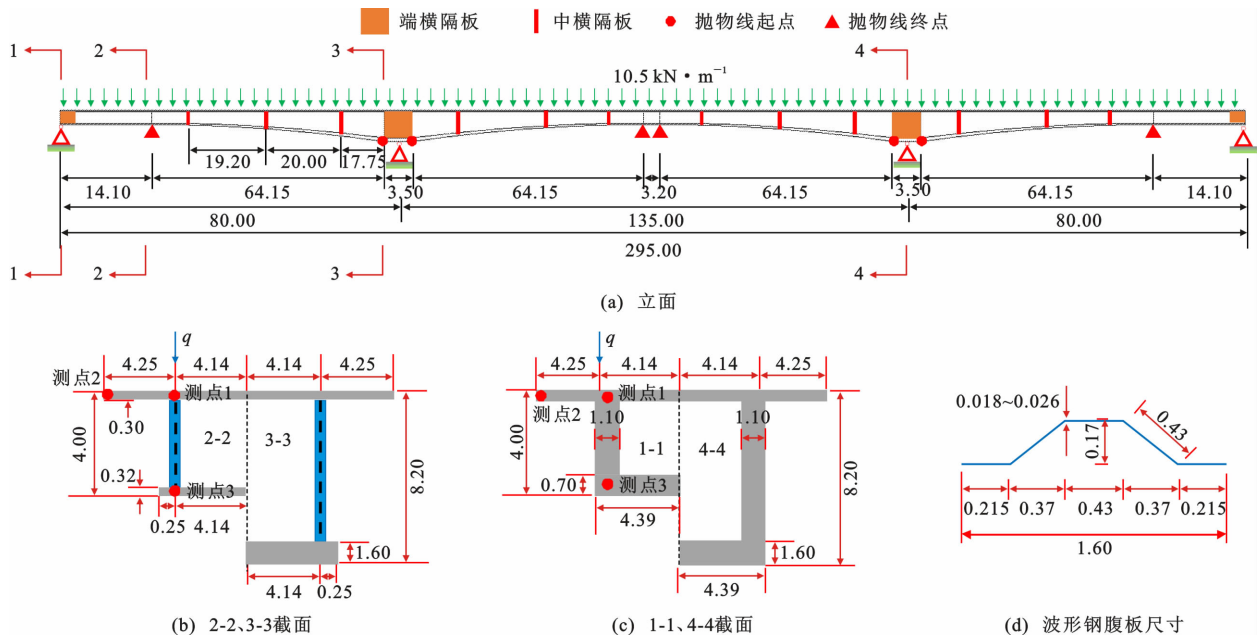 端横隔板 中横隔板 抛物线起点 抛物线终点
1 2 3 4
10.5 kN·m⁻¹
19.20 20.00 17.75
14.10 64.15 3.50 64.15 3.20 64.15 3.50 64.15 14.10
80.00 135.00 80.00
295.00
1 2 3 4
(a) 立面
q
4.25 4.14 4.14 4.25
测点2 测点1
0.30
4.00 2-2 3-3 8.20
0.32
测点3
0.25 4.14
1.60
4.14 0.25
(b) 2-2、3-3截面
q
4.25 4.14 4.14 4.25
测点1
测点2
1.10 1.10
4.00 1-1 4-4 8.20
0.70 测点3
4.39
1.60
4.39
(c) 1-1、4-4截面
0.018~0.026
0.17 0.43
0.215 0.37 0.43 0.37 0.215
1.60
(d) 波形钢腹板尺寸